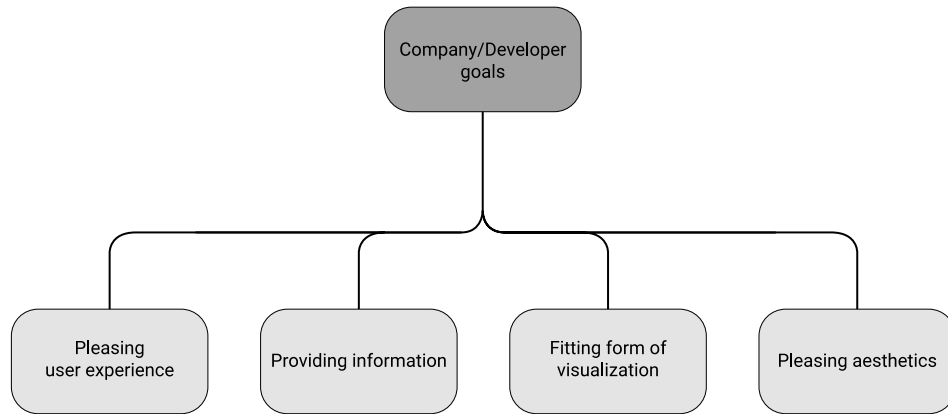 Company/Developer
goals
Pleasing
user experience
Providing information
Fitting form of
visualization
Pleasing aesthetics